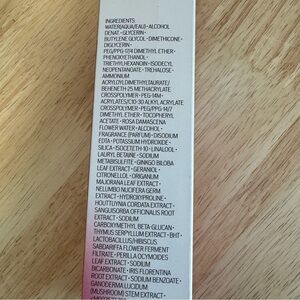 INGREDIENTS:
WATER(AQUA/EAU)•ALCOHOL
DENAT•GLYCERIN•
BUTYLENE GLYCOL•DIMETHICONE•
DIGLYCERIN•
PEG/PPG-17/4 DIMETHYL ETHER•
PHENOXYETHANOL•
TRIETHYLHEXANOIN•ISODECYL
NEOPENTANOATE•TREHALOSE•
AMMONIUM
ACRYLOYLDIMETHYLTAURATE/
BEHENETH-25 METHACRYLATE
CROSSPOLYMER•PEG-14M•
ACRYLATES/C10-30 ALKYL ACRYLATE
CROSSPOLYMER•PEG/PPG-14/7
DIMETHYL ETHER•TOCOPHERYL
ACETATE•ROSA DAMASCENA
FLOWER WATER•ALCOHOL•
FRAGRANCE (PARFUM)•DISODIUM
EDTA•POTASSIUM HYDROXIDE•
SILICA•ISOCETETH-10•LINALOOL•
LAURYL BETAINE•SODIUM
METABISULFITE•GINKGO BILOBA
LEAF EXTRACT•GERANIOL•
CITRONELLOL•ORIGANUM
MAJORANA LEAF EXTRACT•
NELUMBO NUCIFERA GERM
EXTRACT•HYDROXYPROLINE•
HOUTTUYNIA CORDATA EXTRACT•
SANGUISORBA OFFICINALIS ROOT
EXTRACT•SODIUM
CARBOXYMETHYL BETA-GLUCAN•
THYMUS SERPYLLUM EXTRACT•BHT•
LACTOBACILLUS/HIBISCUS
SABDARIFFA FLOWER FERMENT
FILTRATE•PERILLA OCYMOIDES
LEAF EXTRACT•SODIUM
BICARBONATE•IRIS FLORENTINA
ROOT EXTRACT•SODIUM BENZOATE•
GANODERMA LUCIDUM
(MUSHROOM) STEM EXTRACT•